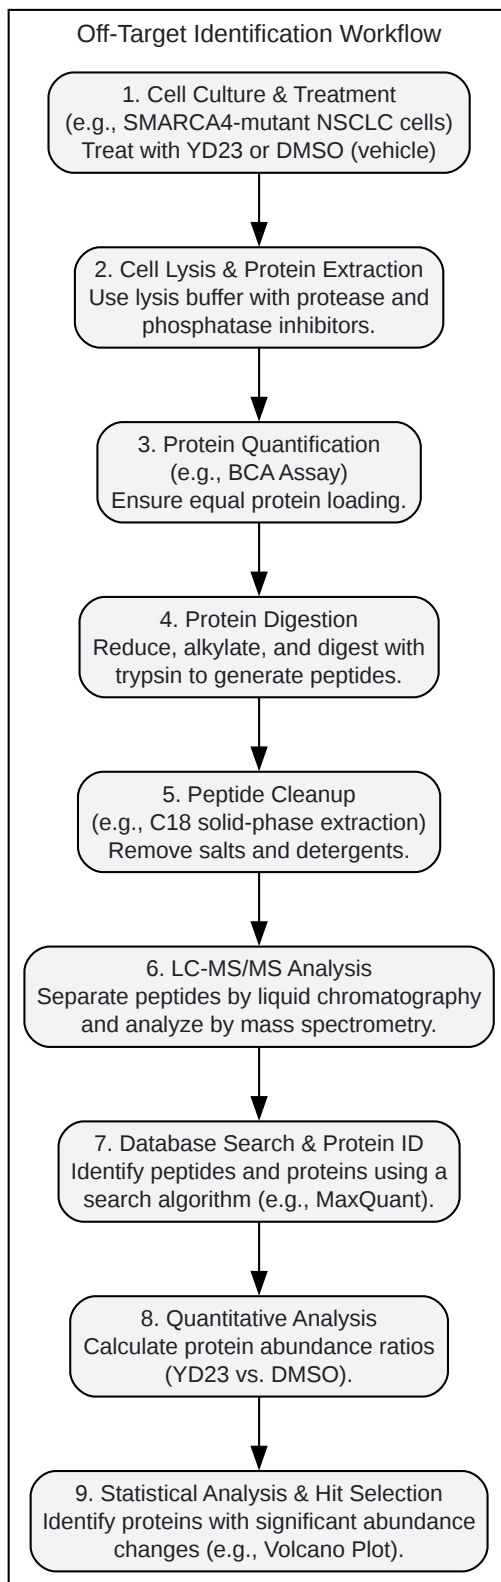 Off-Target Identification Workflow
1. Cell Culture & Treatment
(e.g., SMARCA4-mutant NSCLC cells)
Treat with YD23 or DMSO (vehicle)
2. Cell Lysis & Protein Extraction
Use lysis buffer with protease and
phosphatase inhibitors.
3. Protein Quantification
(e.g., BCA Assay)
Ensure equal protein loading.
4. Protein Digestion
Reduce, alkylate, and digest with
trypsin to generate peptides.
5. Peptide Cleanup
(e.g., C18 solid-phase extraction)
Remove salts and detergents.
6. LC-MS/MS Analysis
Separate peptides by liquid chromatography
and analyze by mass spectrometry.
7. Database Search & Protein ID
Identify peptides and proteins using a
search algorithm (e.g., MaxQuant).
8. Quantitative Analysis
Calculate protein abundance ratios
(YD23 vs. DMSO).
9. Statistical Analysis & Hit Selection
Identify proteins with significant abundance
changes (e.g., Volcano Plot).